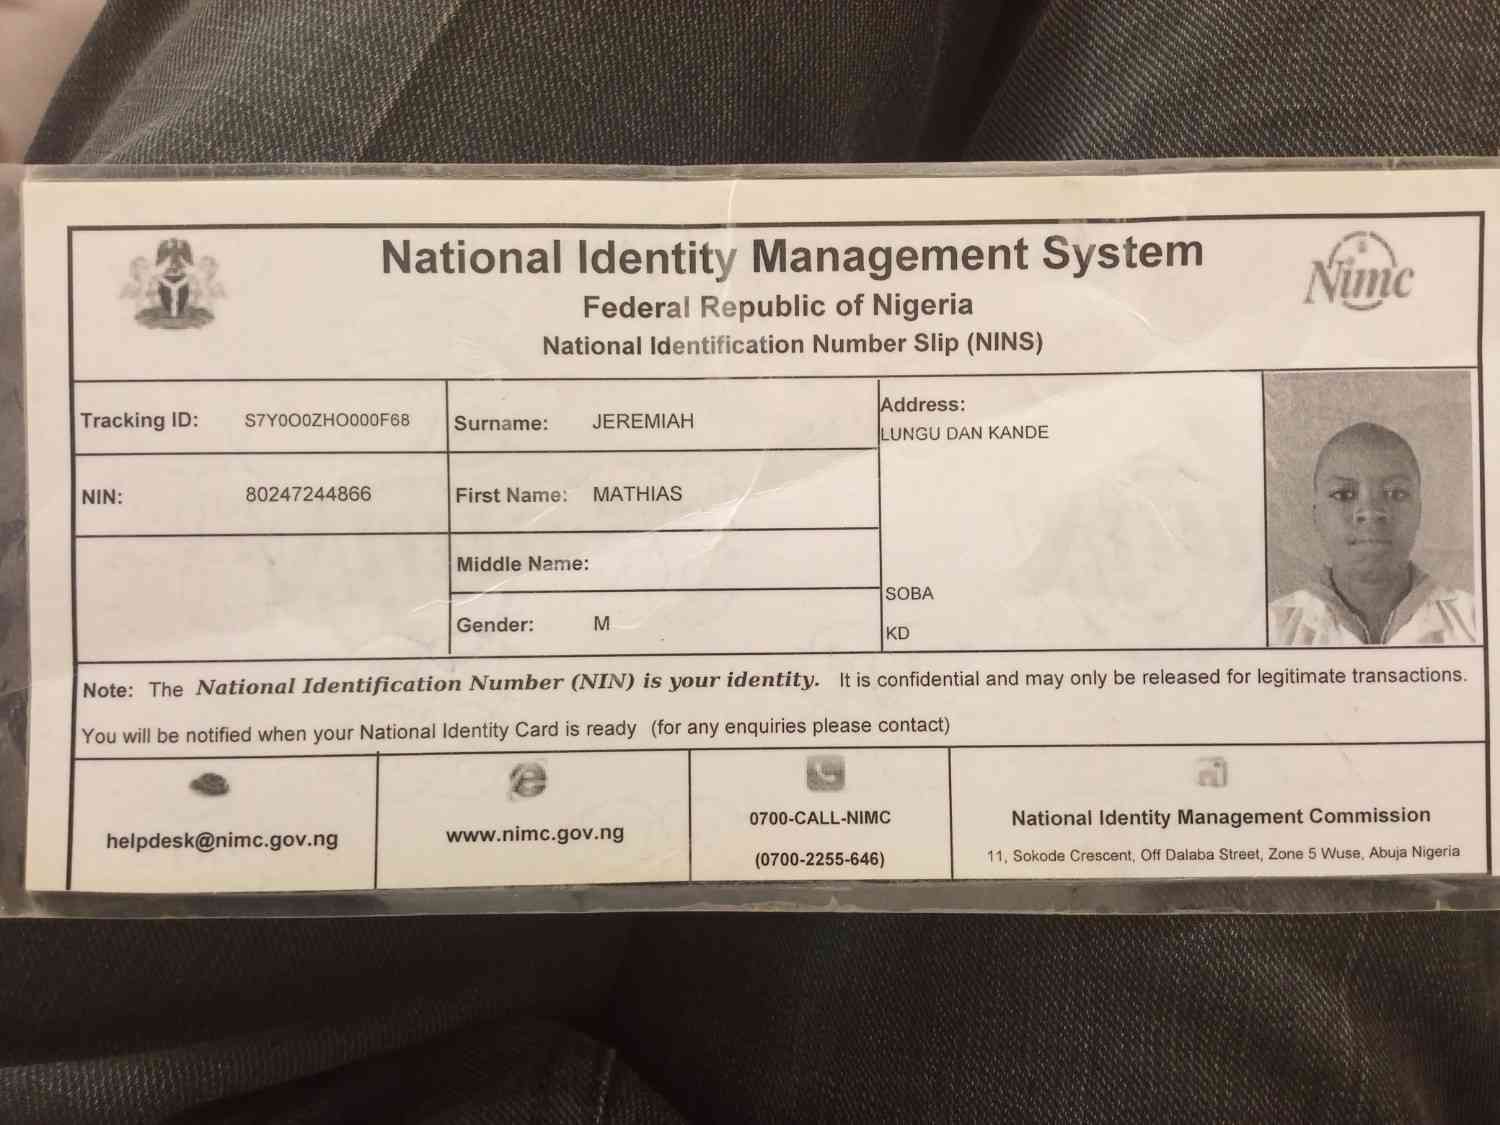 National Identity Management System
Federal Republic of Nigeria
National Identification Number Slip (NINS)
Nimc
Tracking ID: S7Y0O0ZHO000F68
Surname: JEREMIAH
Address:
LUNGU DAN KANDE
NIN: 80247244866
First Name: MATHIAS
Middle Name:
SOBA
Gender: M
KD
Note: The National Identification Number (NIN) is your identity. It is confidential and may only be released for legitimate transactions.
You will be notified when your National Identity Card is ready (for any enquiries please contact)
helpdesk@nimc.gov.ng
www.nimc.gov.ng
0700-CALL-NIMC
(0700-2255-646)
National Identity Management Commission
11, Sokode Crescent, Off Dalaba Street, Zone 5 Wuse, Abuja Nigeria